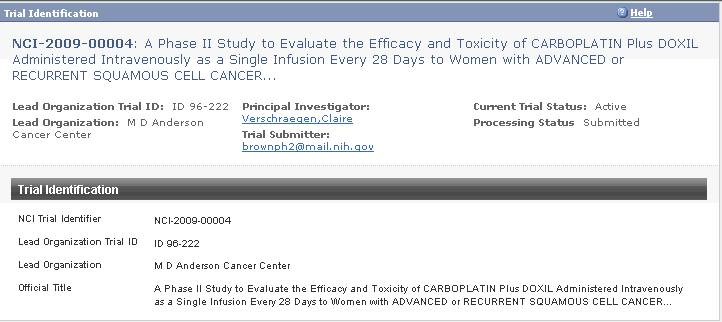 Trial Identification
Help
NCI-2009-00004: A Phase II Study to Evaluate the Efficacy and Toxicity of CARBOPLATIN Plus DOXIL
Administered Intravenously as a Single Infusion Every 28 Days to Women with ADVANCED or
RECURRENT SQUAMOUS CELL CANCER...
Lead Organization Trial ID: ID 96-222
Lead Organization: M D Anderson
Cancer Center
Principal Investigator:
Verschraegen,Claire
Trial Submitter:
brownph2@mail.nih.gov
Current Trial Status: Active
Processing Status Submitted
Trial Identification
NCI Trial Identifier NCI-2009-00004
Lead Organization Trial ID ID 96-222
Lead Organization M D Anderson Cancer Center
Official Title A Phase II Study to Evaluate the Efficacy and Toxicity of CARBOPLATIN Plus DOXIL Administered Intravenously
as a Single Infusion Every 28 Days to Women with ADVANCED or RECURRENT SQUAMOUS CELL CANCER...